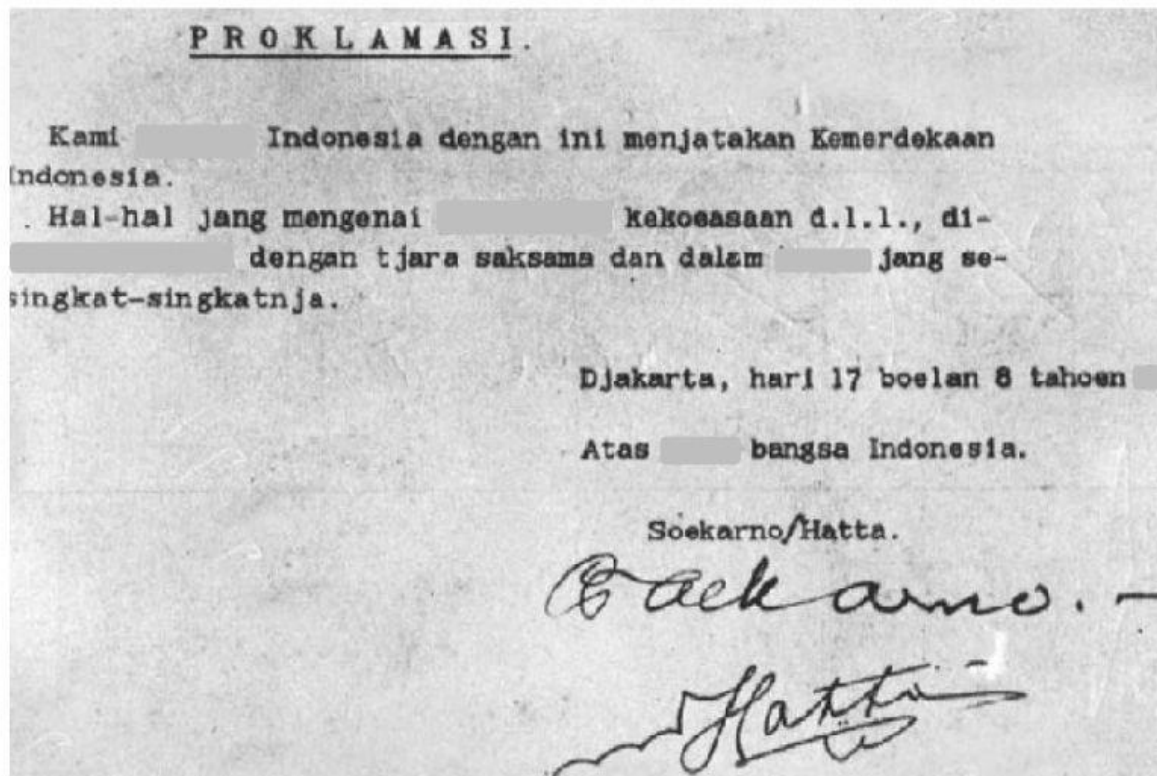 PROKLAMASI.
Kami Indonesia dengan ini menjatakan Kemerdekaan
Indonesia.
Hal-hal jang mengenai kekoeasaan d.l.l., di-
dengan tjara saksama dan dalam jang se-
singkat-singkatnja.
Djakarta, hari 17 boelan 8 tahoen
Atas bangsa Indonesia.
Soekarno/Hatta.
Soekarno.-
Hatta